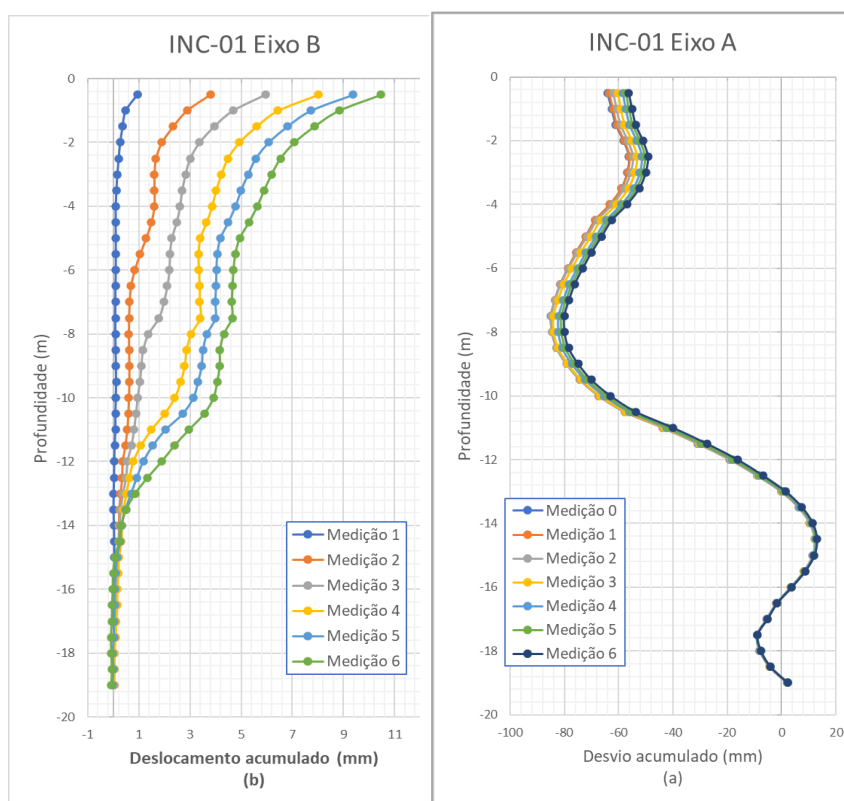 INC-01 Eixo B
0
-2
-4
-6
-8
-10
-12
-14
-16
-18
-20
Profundidade (m)
Medição 1
Medição 2
Medição 3
Medição 4
Medição 5
Medição 6
-1 1 3 5 7 9 11
Deslocamento acumulado (mm)
(b)
INC-01 Eixo A
0
-2
-4
-6
-8
-10
-12
-14
-16
-18
-20
Profundidade (m)
Medição 0
Medição 1
Medição 2
Medição 3
Medição 4
Medição 5
Medição 6
-100 -80 -60 -40 -20 0 20
Desvio acumulado (mm)
(a)